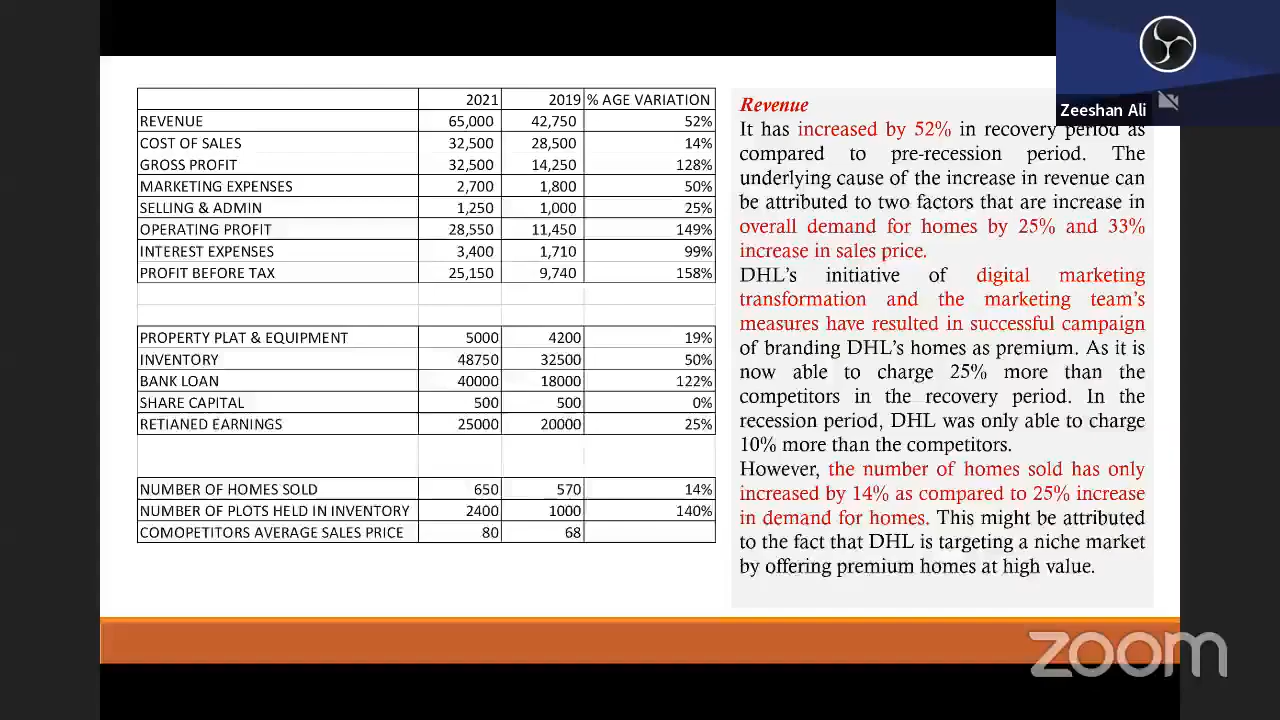 2021 2019 % AGE VARIATION
REVENUE 65,000 42,750 52%
COST OF SALES 32,500 28,500 14%
GROSS PROFIT 32,500 14,250 128%
MARKETING EXPENSES 2,700 1,800 50%
SELLING & ADMIN 1,250 1,000 25%
OPERATING PROFIT 28,550 11,450 149%
INTEREST EXPENSES 3,400 1,710 99%
PROFIT BEFORE TAX 25,150 9,740 158%
PROPERTY PLAT & EQUIPMENT 5000 4200 19%
INVENTORY 48750 32500 50%
BANK LOAN 40000 18000 122%
SHARE CAPITAL 500 500 0%
RETIANED EARNINGS 25000 20000 25%
NUMBER OF HOMES SOLD 650 570 14%
NUMBER OF PLOTS HELD IN INVENTORY 2400 1000 140%
COMOPETITORS AVERAGE SALES PRICE 80 68
Revenue
It has increased by 52% in recovery period as
compared to pre-recession period. The
underlying cause of the increase in revenue can
be attributed to two factors that are increase in
overall demand for homes by 25% and 33%
increase in sales price.
DHL's initiative of digital marketing
transformation and the marketing team's
measures have resulted in successful campaign
of branding DHL's homes as premium. As it is
now able to charge 25% more than the
competitors in the recovery period. In the
recession period, DHL was only able to charge
10% more than the competitors.
However, the number of homes sold has only
increased by 14% as compared to 25% increase
in demand for homes. This might be attributed
to the fact that DHL is targeting a niche market
by offering premium homes at high value.
Zeeshan Ali
zoom